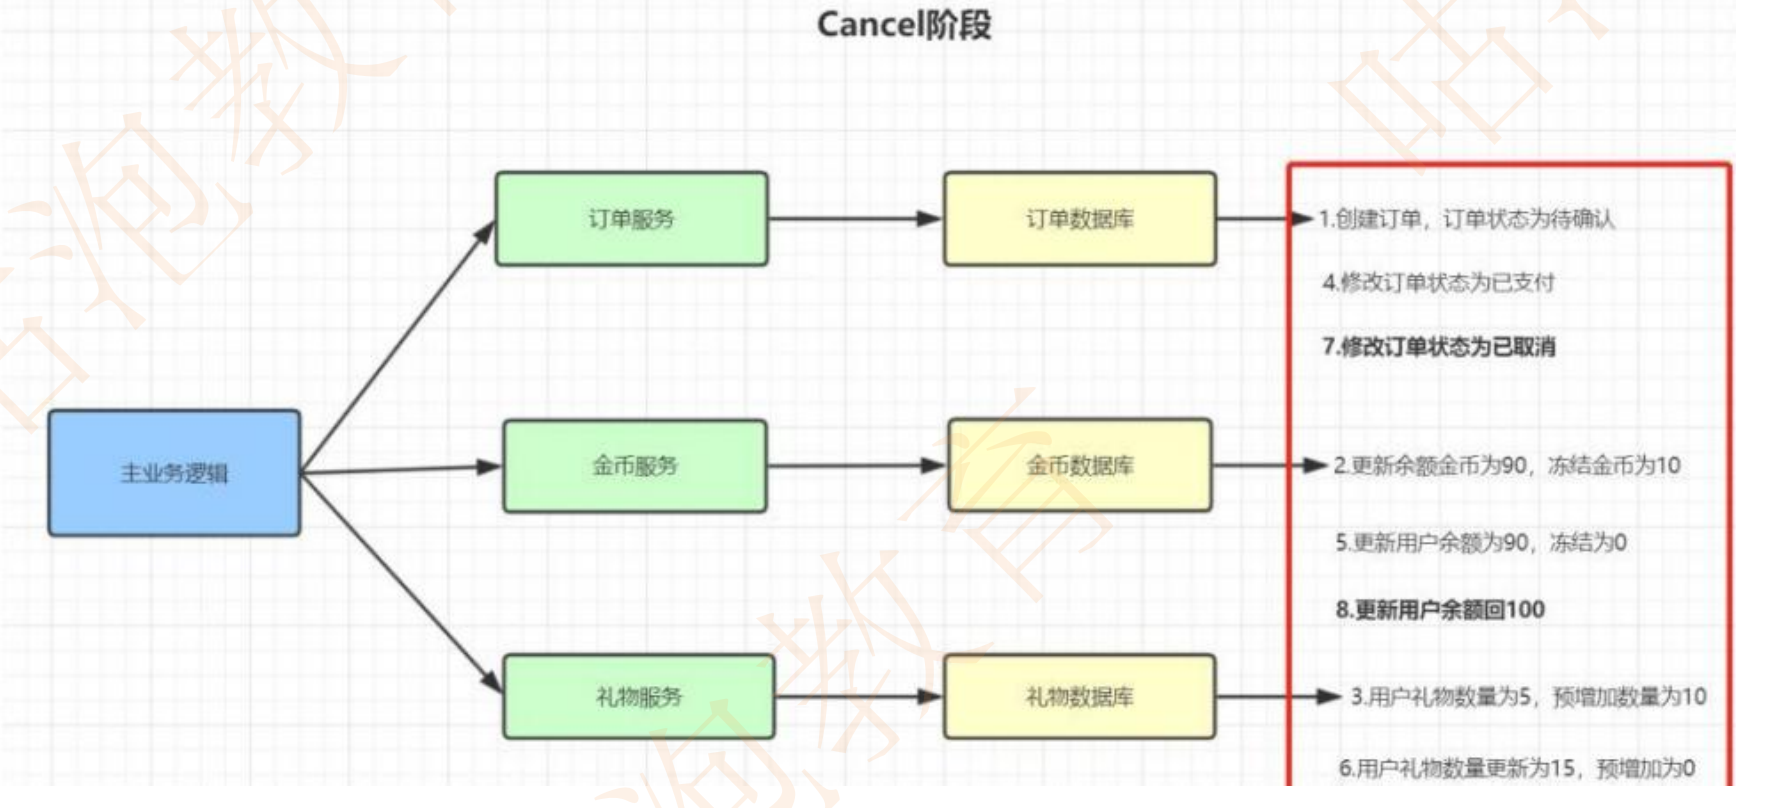 Cancel阶段
订单服务
订单数据库
1.创建订单，订单状态为待确认
4.修改订单状态为已支付
7.修改订单状态为已取消
主业务逻辑
金币服务
金币数据库
2.更新余额金币为90，冻结金币为10
5.更新用户余额为90，冻结为0
8.更新用户余额回100
礼物服务
礼物数据库
3.用户礼物数量为5，预增加数量为10
6.用户礼物数量更新为15，预增加为0
咕泡教育